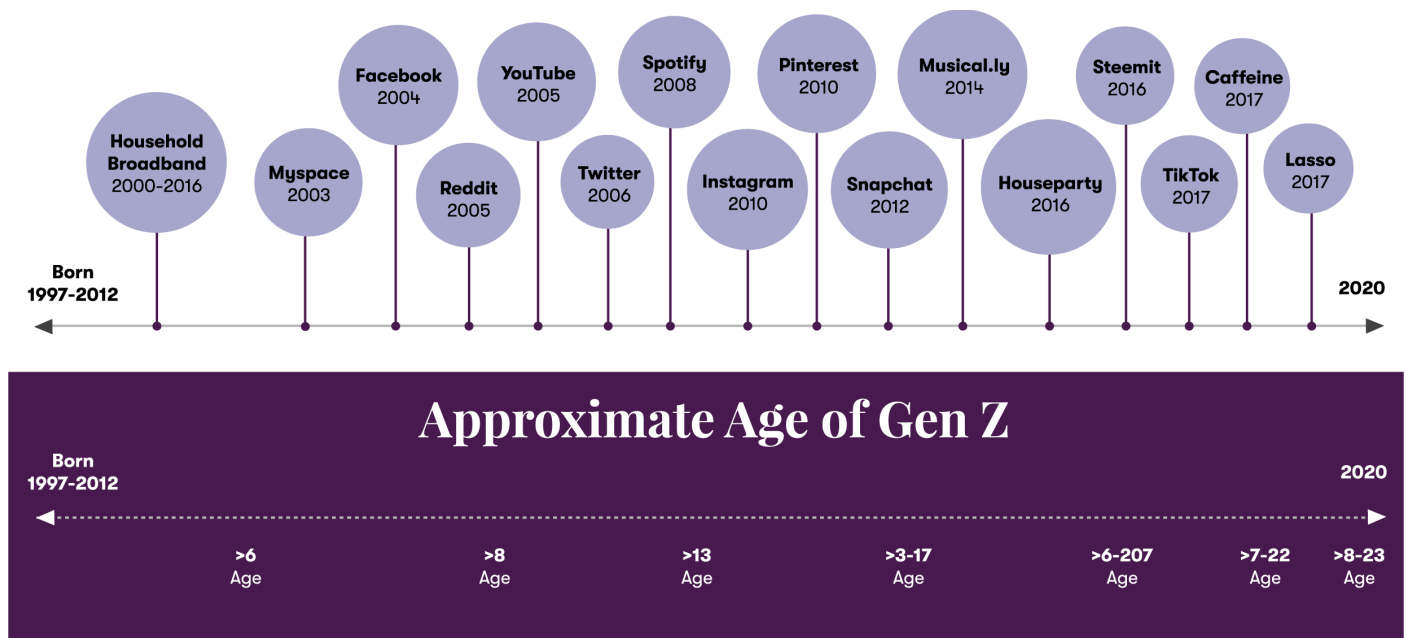 Household
Broadband
2000-2016
Myspace
2003
Facebook
2004
Reddit
2005
YouTube
2005
Twitter
2006
Spotify
2008
Instagram
2010
Pinterest
2010
Snapchat
2012
Musical.ly
2014
Houseparty
2016
Steemit
2016
TikTok
2017
Caffeine
2017
Lasso
2017
Born
1997-2012
2020
Approximate Age of Gen Z
Born
1997-2012
2020
>6
Age
>8
Age
>13
Age
>3-17
Age
>6-207
Age
>7-22
Age
>8-23
Age